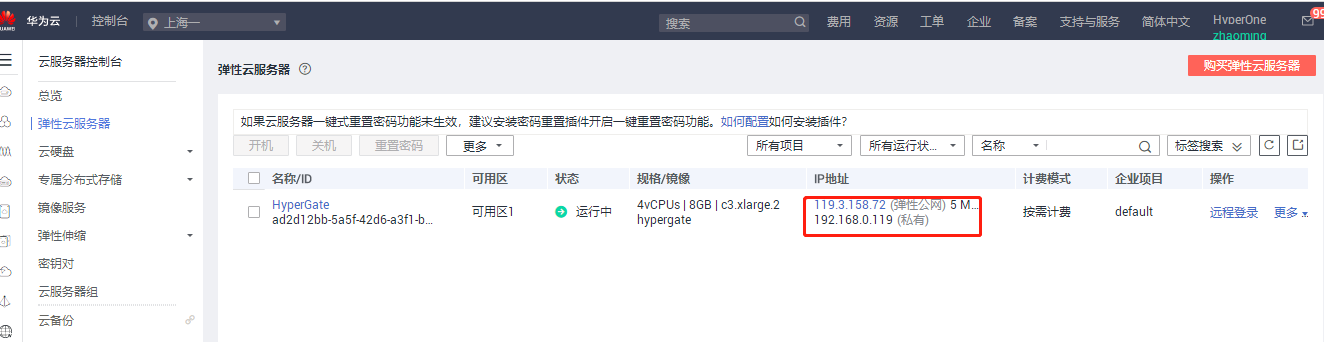 华为云 控制台 上海一 搜索 费用 资源 工单 企业 备案 支持与服务 简体中文 HyperOne 99
zhaoming
云服务器控制台
总览
弹性云服务器
云硬盘
专属分布式存储
镜像服务
弹性伸缩
密钥对
云服务器组
云备份
弹性云服务器
购买弹性云服务器
如果云服务器一键式重置密码功能未生效，建议安装密码重置插件开启一键重置密码功能。如何配置如何安装插件?
开机 关机 重置密码 更多 所有项目 所有运行状... 名称 标签搜索
名称/ID 可用区 状态 规格/镜像 IP地址 计费模式 企业项目 操作
HyperGate 可用区1 运行中 4vCPUs | 8GB | c3.xlarge.2 119.3.158.72 (弹性公网) 5 M... 按需计费 default 远程登录 更多
ad2d12bb-5a5f-42d6-a3f1-b... hypergate 192.168.0.119 (私有)